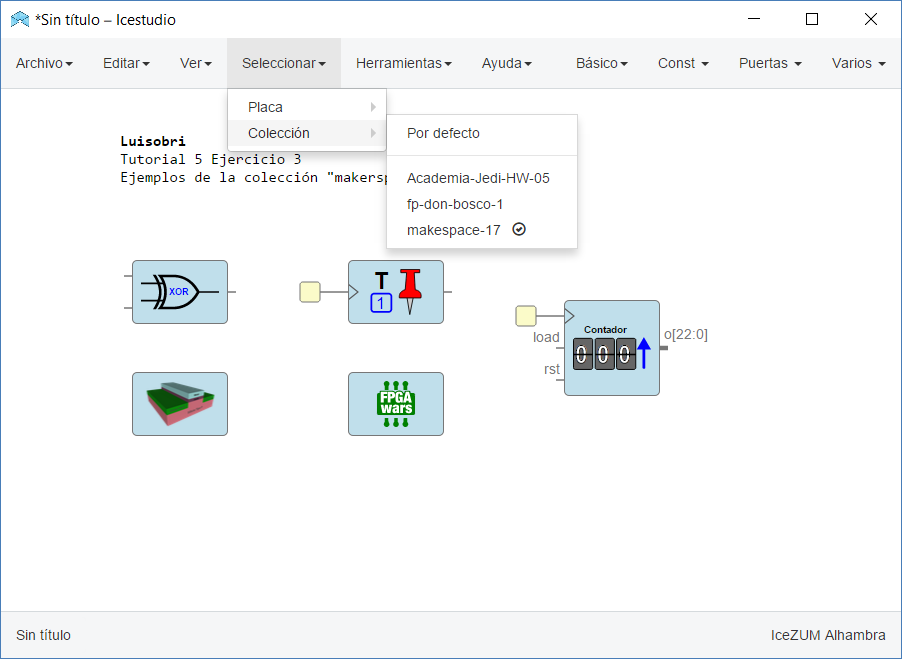 *Sin título – Icestudio
Archivo Editar Ver Seleccionar Herramientas Ayuda Básico Const Puertas Varios
Placa
Colección
Por defecto
Academia-Jedi-HW-05
fp-don-bosco-1
makespace-17
Luisobri
Tutorial 5 Ejercicio 3
Ejemplos de la colección "makersp
XOR
T
1
Contador
000
load
rst
o[22:0]
FPGA
wars
Sin título IceZUM Alhambra